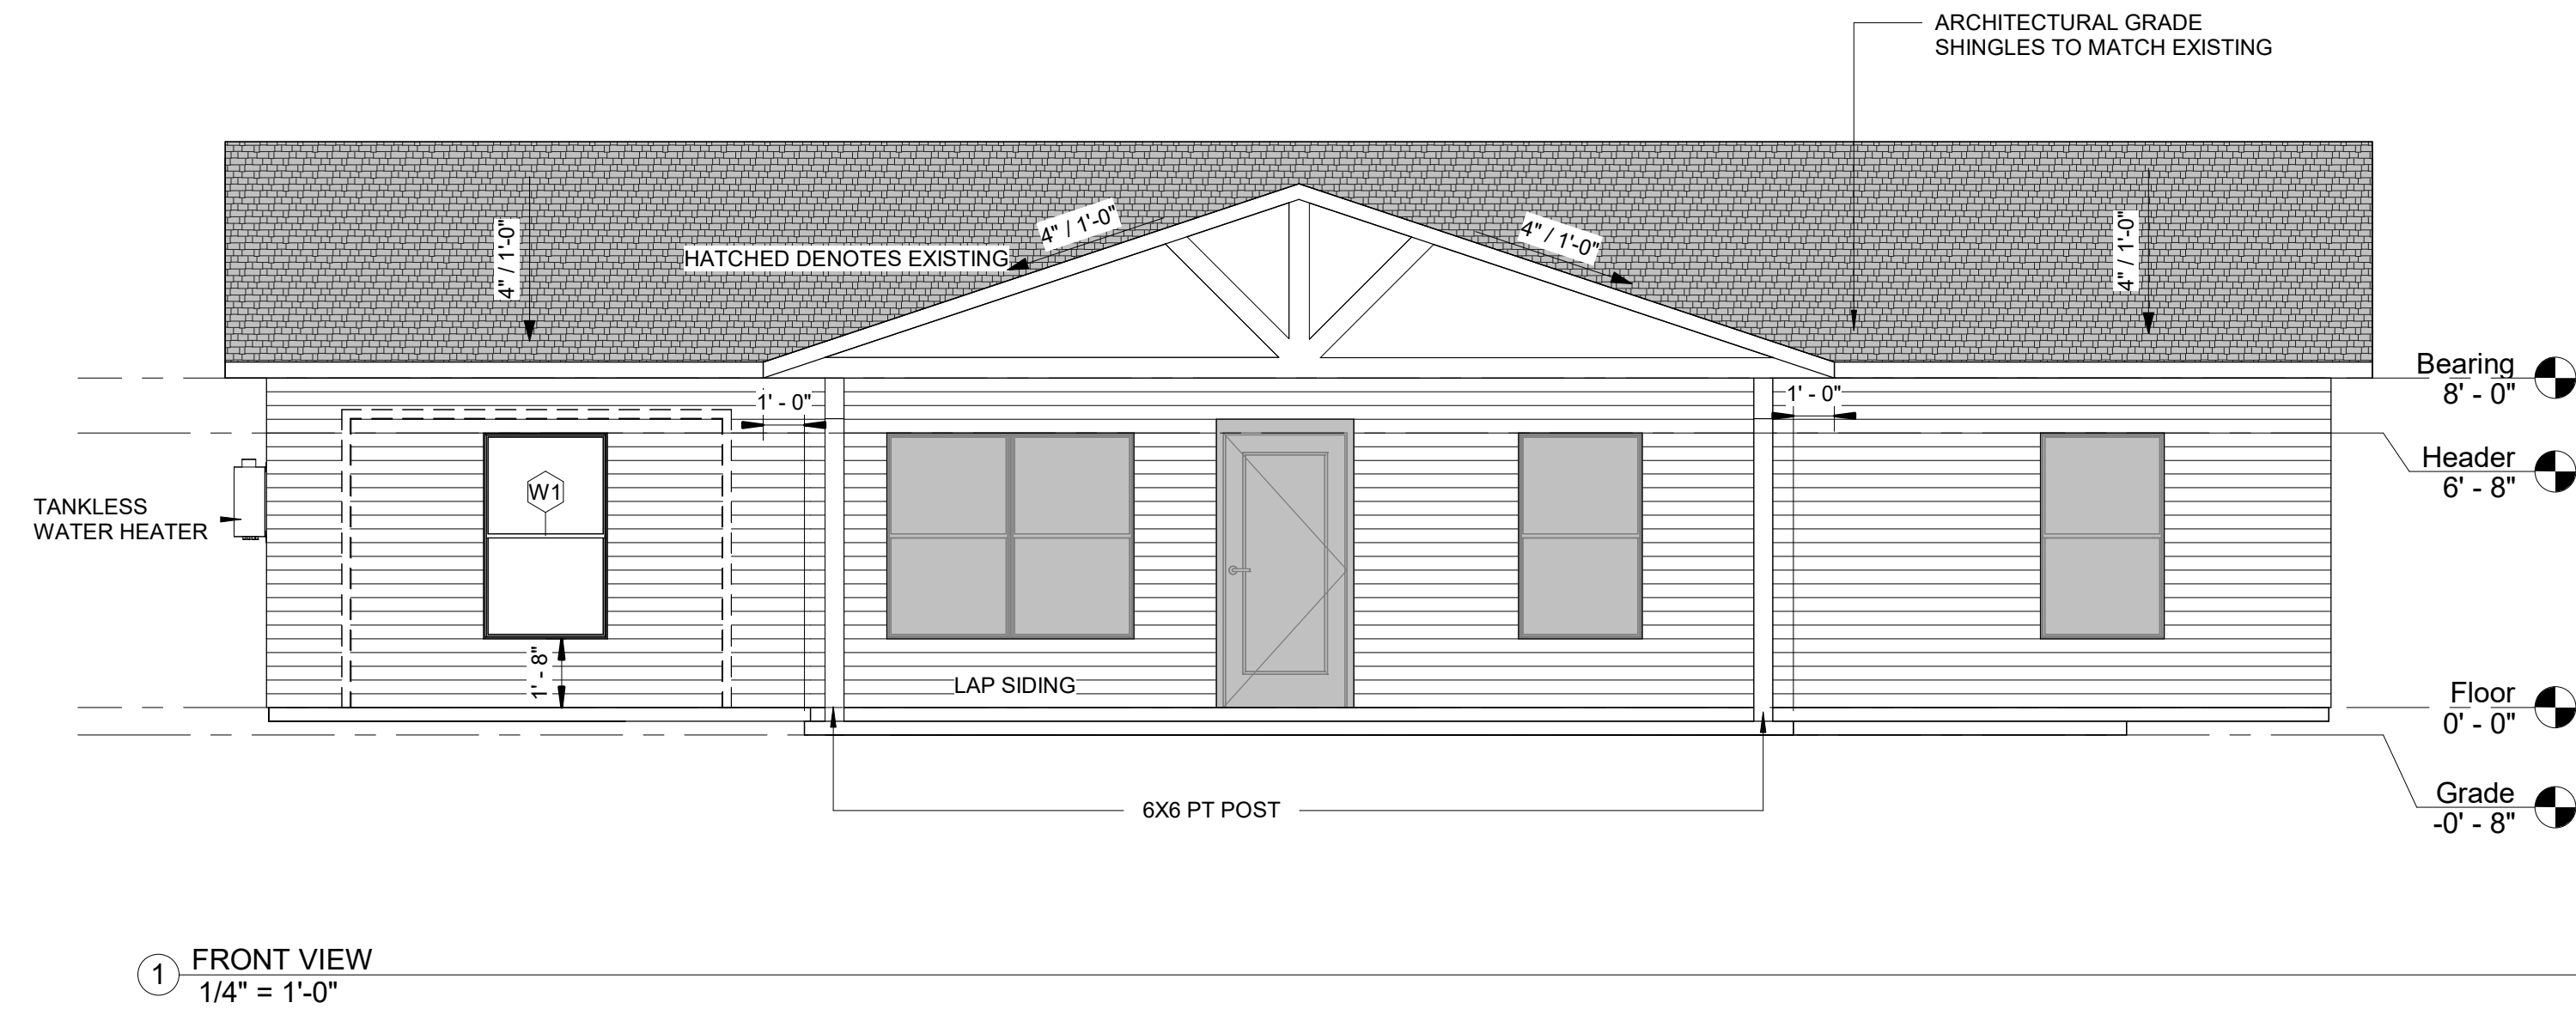 ARCHITECTURAL GRADE
SHINGLES TO MATCH EXISTING
4" / 1'-0"
HATCHED DENOTES EXISTING
4" / 1'-0"
4" / 1'-0"
4" / 1'-0"
Bearing
8' - 0"
1' - 0"
1' - 0"
Header
6' - 8"
W1
TANKLESS
WATER HEATER
1' - 8"
LAP SIDING
Floor
0' - 0"
6X6 PT POST
Grade
-0' - 8"
1
FRONT VIEW
1/4" = 1'-0"